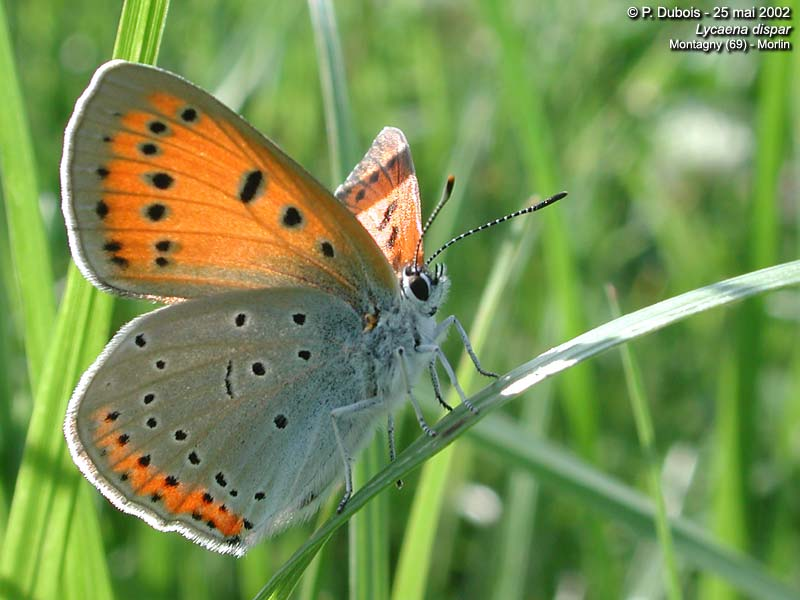 © P. Dubois - 25 mai 2002
Lycaena dispar
Montagny (69) - Morlin